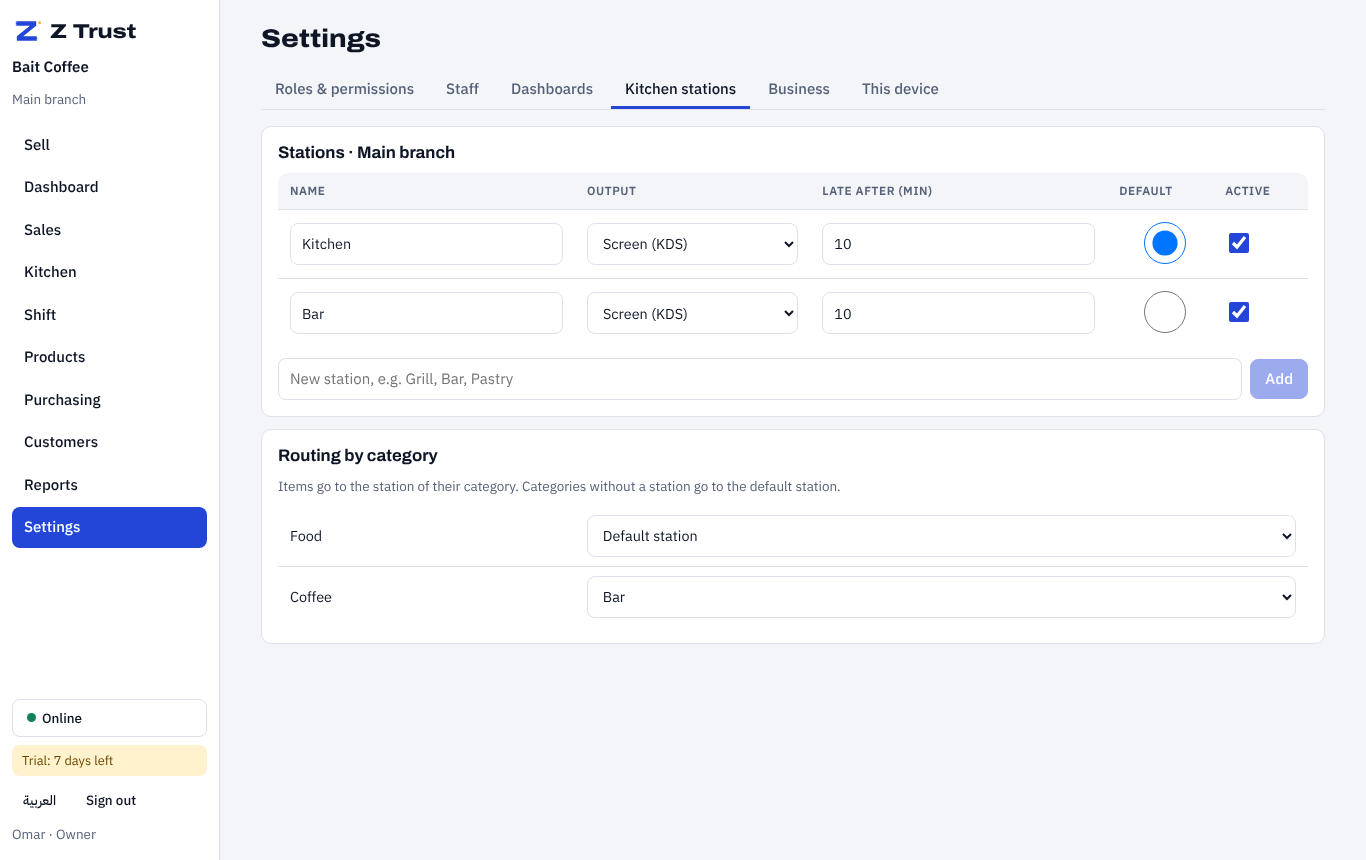 Z Trust
Bait Coffee
Main branch
Sell
Dashboard
Sales
Kitchen
Shift
Products
Purchasing
Customers
Reports
Settings
Online
Trial: 7 days left
العربية Sign out
Omar · Owner
Settings
Roles & permissions Staff Dashboards Kitchen stations Business This device
Stations · Main branch
NAME OUTPUT LATE AFTER (MIN) DEFAULT ACTIVE
Kitchen Screen (KDS) 10
Bar Screen (KDS) 10
New station, e.g. Grill, Bar, Pastry Add
Routing by category
Items go to the station of their category. Categories without a station go to the default station.
Food Default station
Coffee Bar